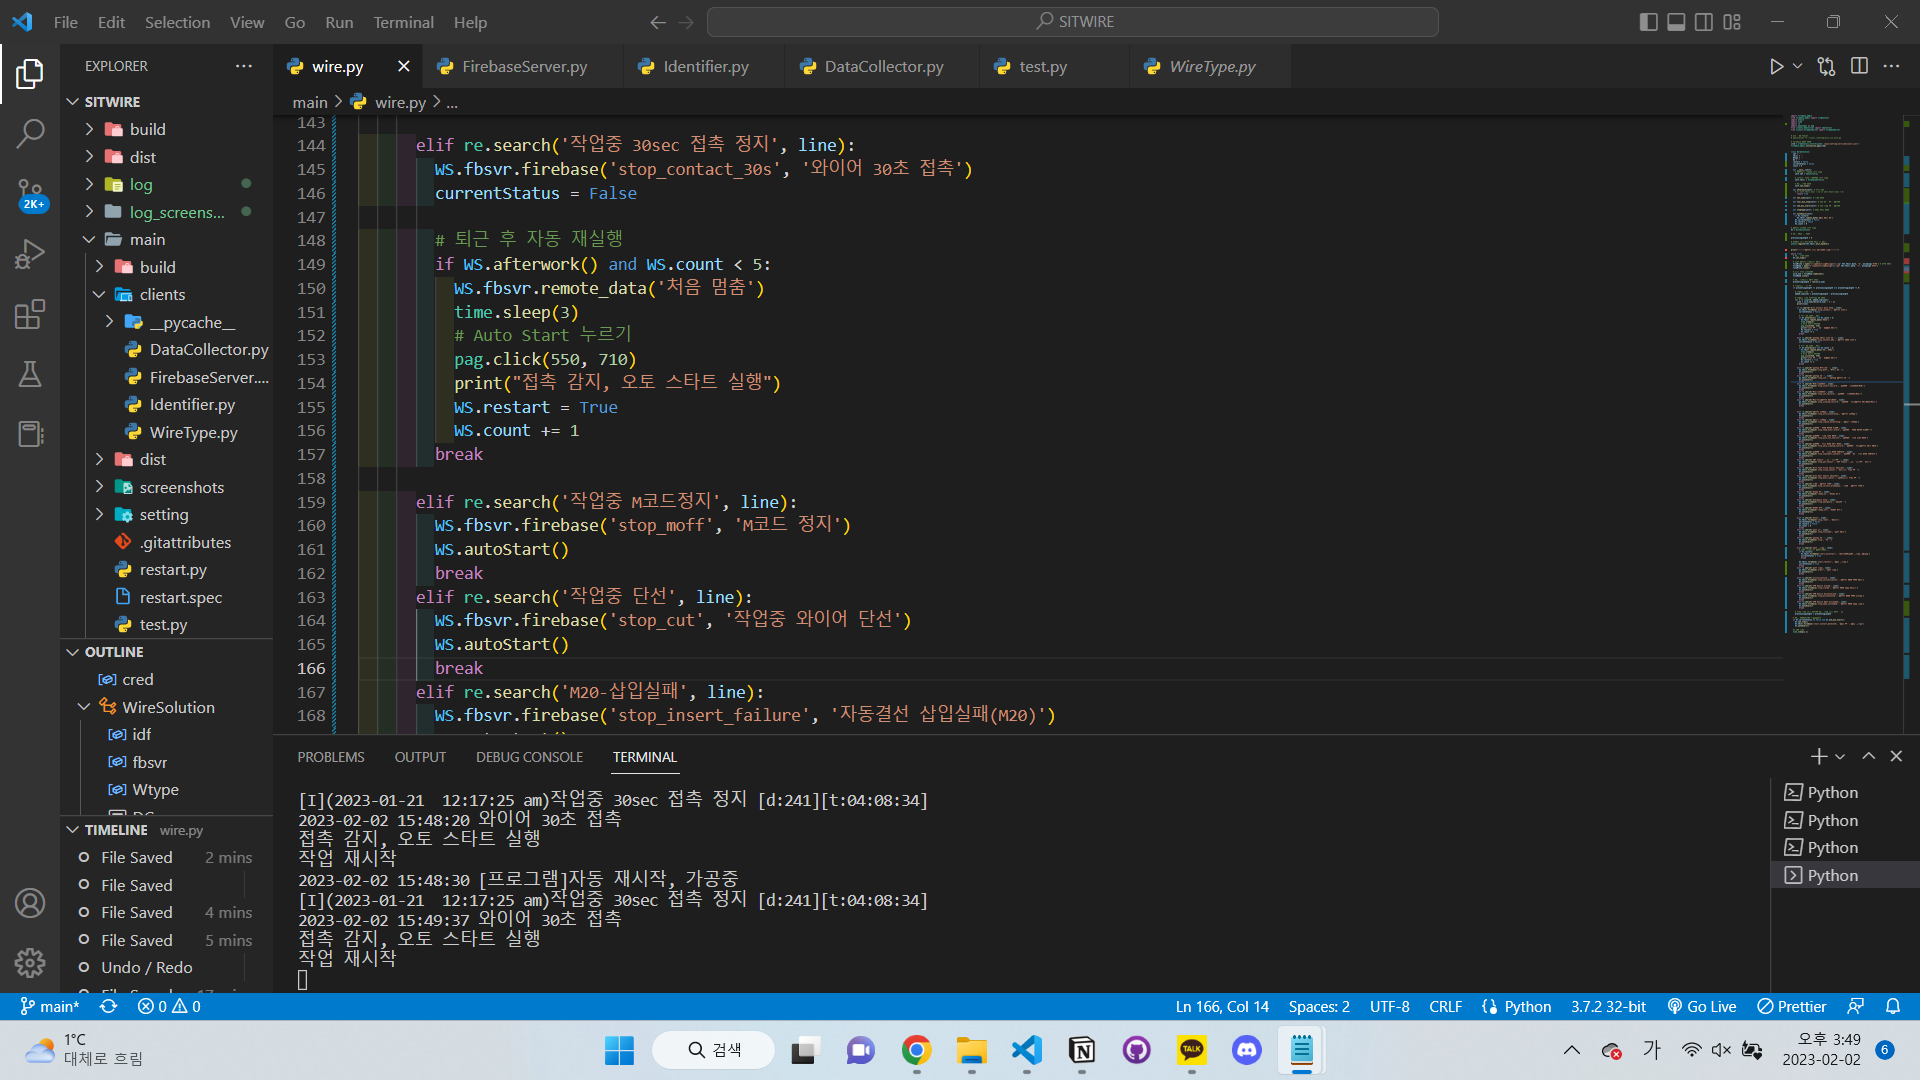 File Edit Selection View Go Run Terminal Help
SITWIRE
EXPLORER
wire.py
FirebaseServer.py
Identifier.py
DataCollector.py
test.py
WireType.py
main > wire.py > ...
SITWIRE
build
dist
log
log_screens...
main
build
clients
__pycache__
DataCollector.py
FirebaseServer....
Identifier.py
WireType.py
dist
screenshots
setting
.gitattributes
restart.py
restart.spec
test.py
2K+
OUTLINE
cred
WireSolution
idf
fbsvr
Wtype
TIMELINE wire.py
File Saved 2 mins
File Saved
File Saved 4 mins
File Saved 5 mins
Undo / Redo
143
144 elif re.search('작업중 30sec 접촉 정지', line):
145 WS.fbsvr.firebase('stop_contact_30s', '와이어 30초 접촉')
146 currentStatus = False
147
148 # 퇴근 후 자동 재실행
149 if WS.afterwork() and WS.count < 5:
150 WS.fbsvr.remote_data('처음 멈춤')
151 time.sleep(3)
152 # Auto Start 누르기
153 pag.click(550, 710)
154 print("접촉 감지, 오토 스타트 실행")
155 WS.restart = True
156 WS.count += 1
157 break
158
159 elif re.search('작업중 M코드정지', line):
160 WS.fbsvr.firebase('stop_moff', 'M코드 정지')
161 WS.autoStart()
162 break
163 elif re.search('작업중 단선', line):
164 WS.fbsvr.firebase('stop_cut', '작업중 와이어 단선')
165 WS.autoStart()
166 break
167 elif re.search('M20-삽입실패', line):
168 WS.fbsvr.firebase('stop_insert_failure', '자동결선 삽입실패(M20)')
PROBLEMS OUTPUT DEBUG CONSOLE TERMINAL
[I](2023-01-21  12:17:25 am)작업중 30sec 접촉 정지 [d:241][t:04:08:34]
2023-02-02 15:48:20 와이어 30초 접촉
접촉 감지, 오토 스타트 실행
작업 재시작
2023-02-02 15:48:30 [프로그램]자동 재시작, 가공중
[I](2023-01-21  12:17:25 am)작업중 30sec 접촉 정지 [d:241][t:04:08:34]
2023-02-02 15:49:37 와이어 30초 접촉
접촉 감지, 오토 스타트 실행
작업 재시작
Python
Python
Python
Python
main* 0 0 Ln 166, Col 14 Spaces: 2 UTF-8 CRLF Python 3.7.2 32-bit Go Live Prettier
1°C
대체로 흐림
검색
TALK
가
오후 3:49
2023-02-02
6